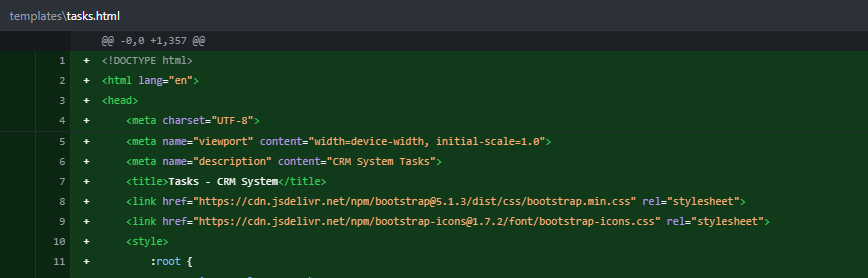 templates\tasks.html
@@ -0,0 +1,357 @@
1 + <!DOCTYPE html>
2 + <html lang="en">
3 + <head>
4 +     <meta charset="UTF-8">
5 +     <meta name="viewport" content="width=device-width, initial-scale=1.0">
6 +     <meta name="description" content="CRM System Tasks">
7 +     <title>Tasks - CRM System</title>
8 +     <link href="https://cdn.jsdelivr.net/npm/bootstrap@5.1.3/dist/css/bootstrap.min.css" rel="stylesheet">
9 +     <link href="https://cdn.jsdelivr.net/npm/bootstrap-icons@1.7.2/font/bootstrap-icons.css" rel="stylesheet">
10 +     <style>
11 +         :root {